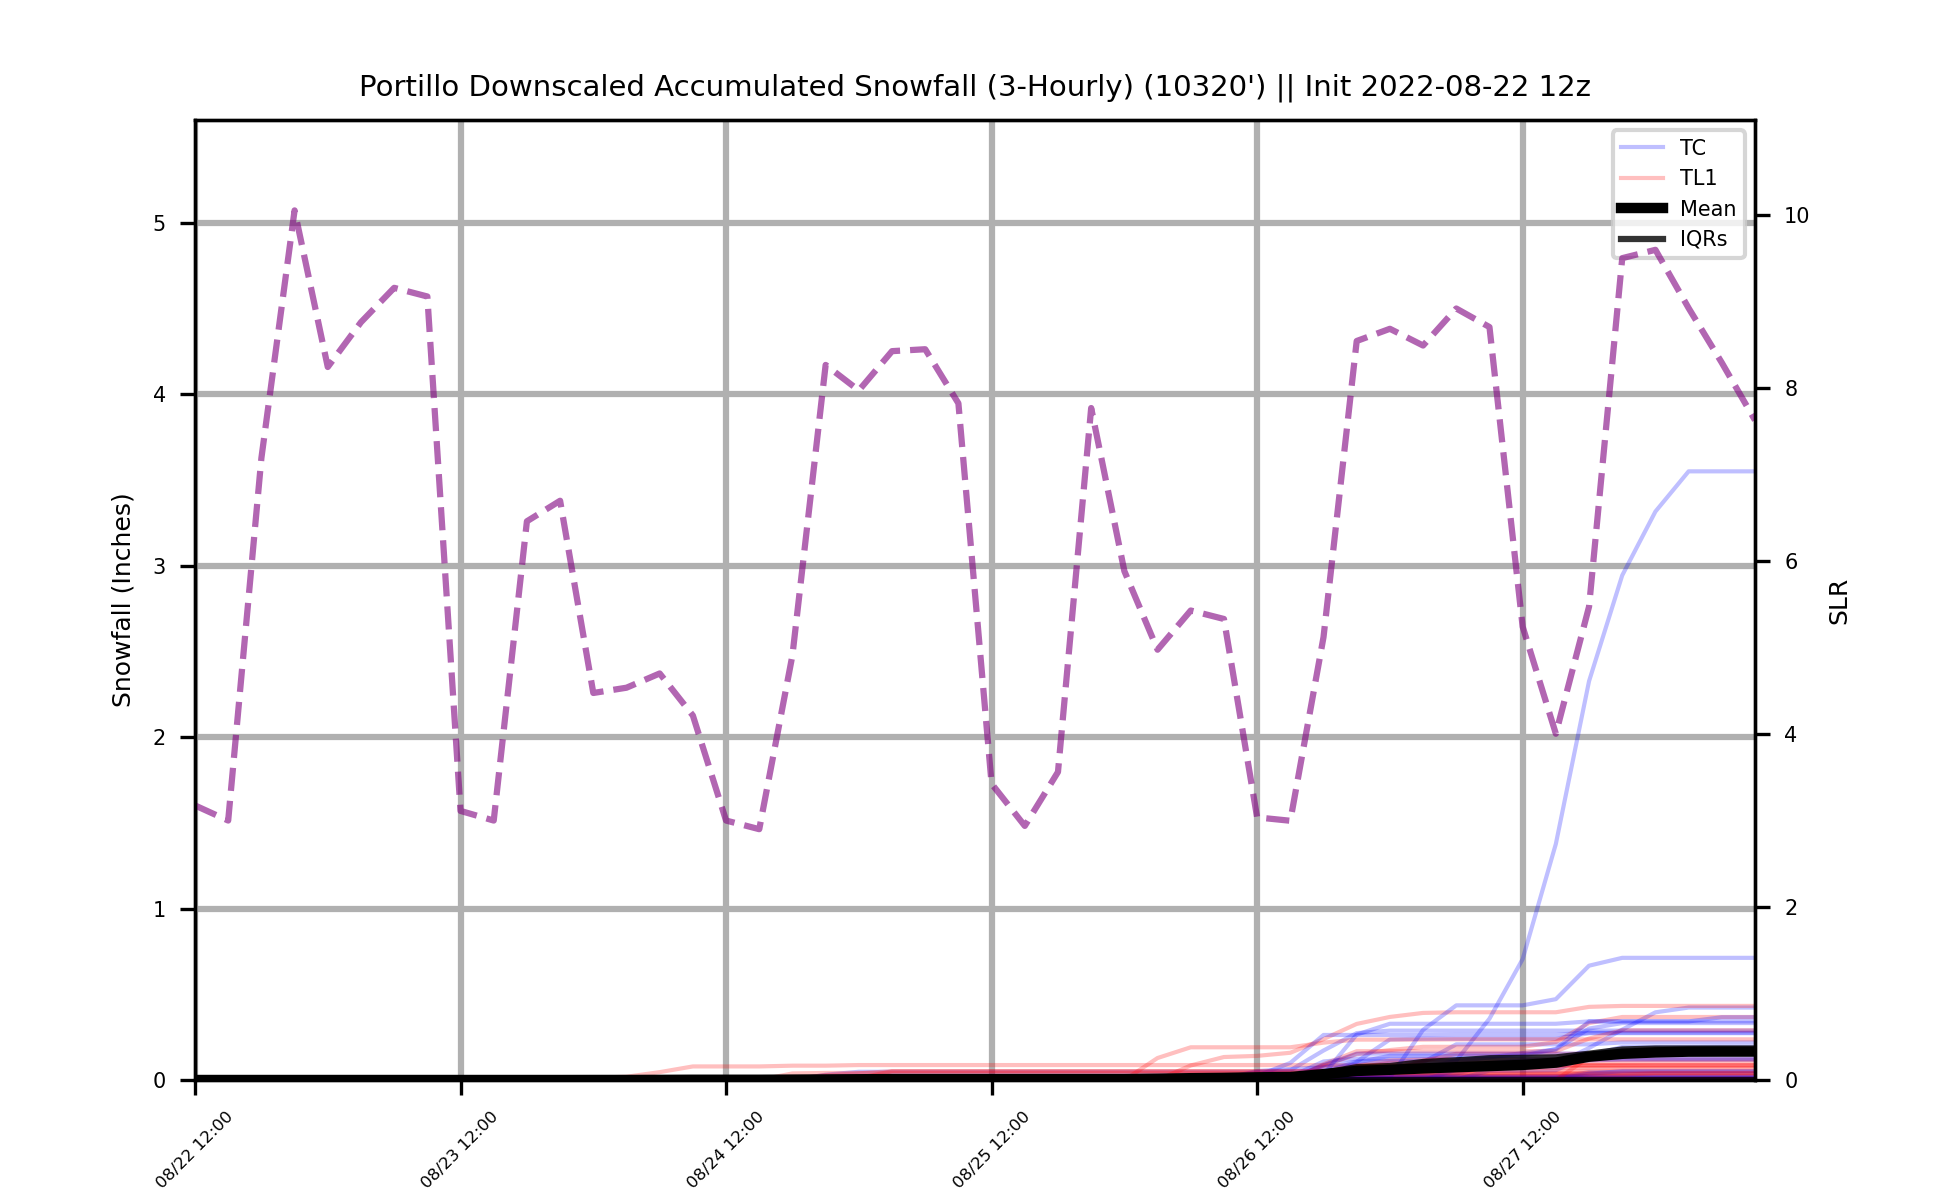 Portillo Downscaled Accumulated Snowfall (3-Hourly) (10320') || Init 2022-08-22 12z
TC
TL1
Mean
IQRs
Snowfall (Inches)
5
4
3
2
1
0
SLR
10
8
6
4
2
0
08/22 12:00
08/23 12:00
08/24 12:00
08/25 12:00
08/26 12:00
08/27 12:00